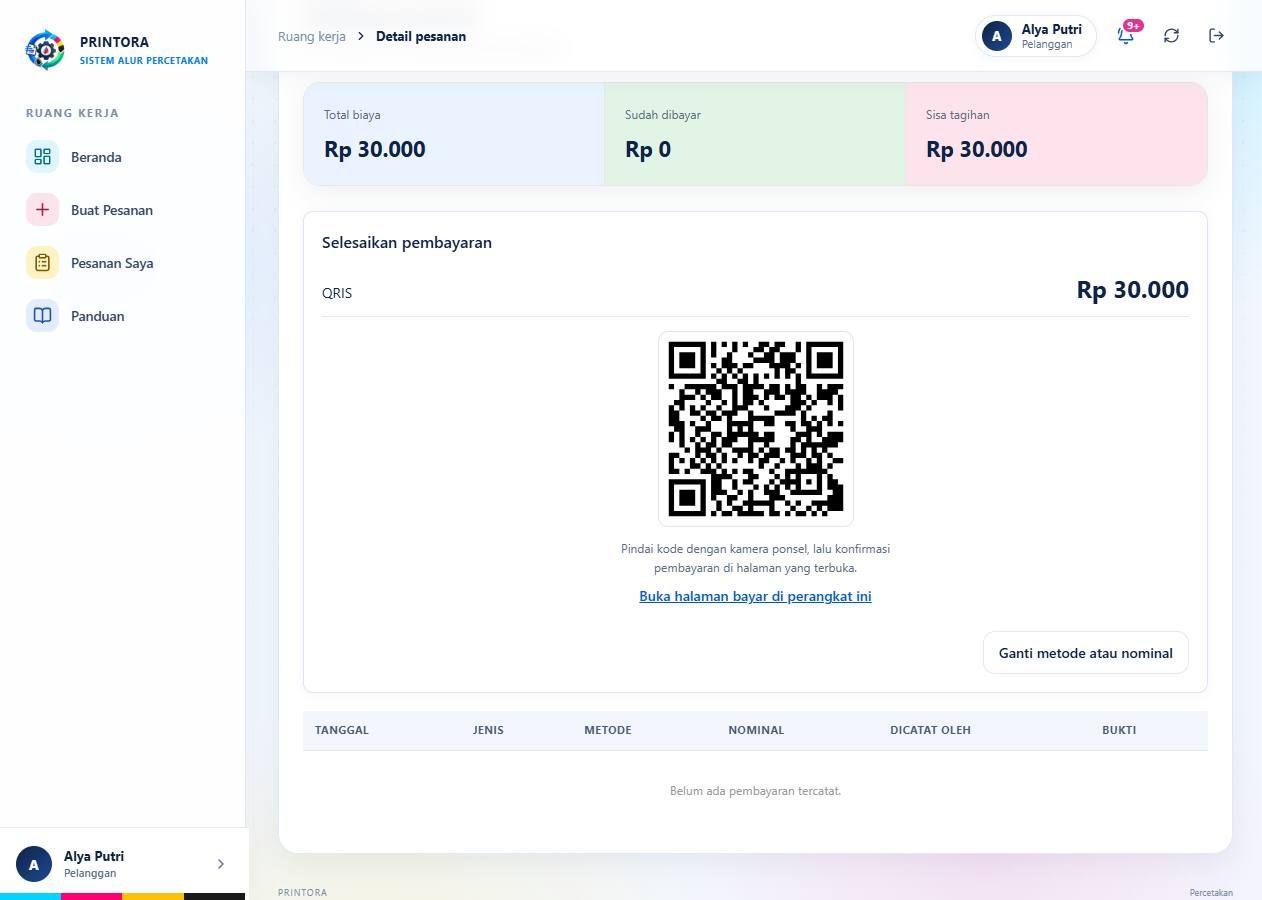 PRINTORA
SISTEM ALUR PERCETAKAN
RUANG KERJA
Beranda
Buat Pesanan
Pesanan Saya
Panduan
A
Alya Putri
Pelanggan
Ruang kerja
Detail pesanan
A
Alya Putri
Pelanggan
9+
Total biaya
Rp 30.000
Sudah dibayar
Rp 0
Sisa tagihan
Rp 30.000
Selesaikan pembayaran
QRIS
Rp 30.000
Pindai kode dengan kamera ponsel, lalu konfirmasi
pembayaran di halaman yang terbuka.
Buka halaman bayar di perangkat ini
Ganti metode atau nominal
TANGGAL JENIS METODE NOMINAL DICATAT OLEH BUKTI
Belum ada pembayaran tercatat.
PRINTORA
Percetakan